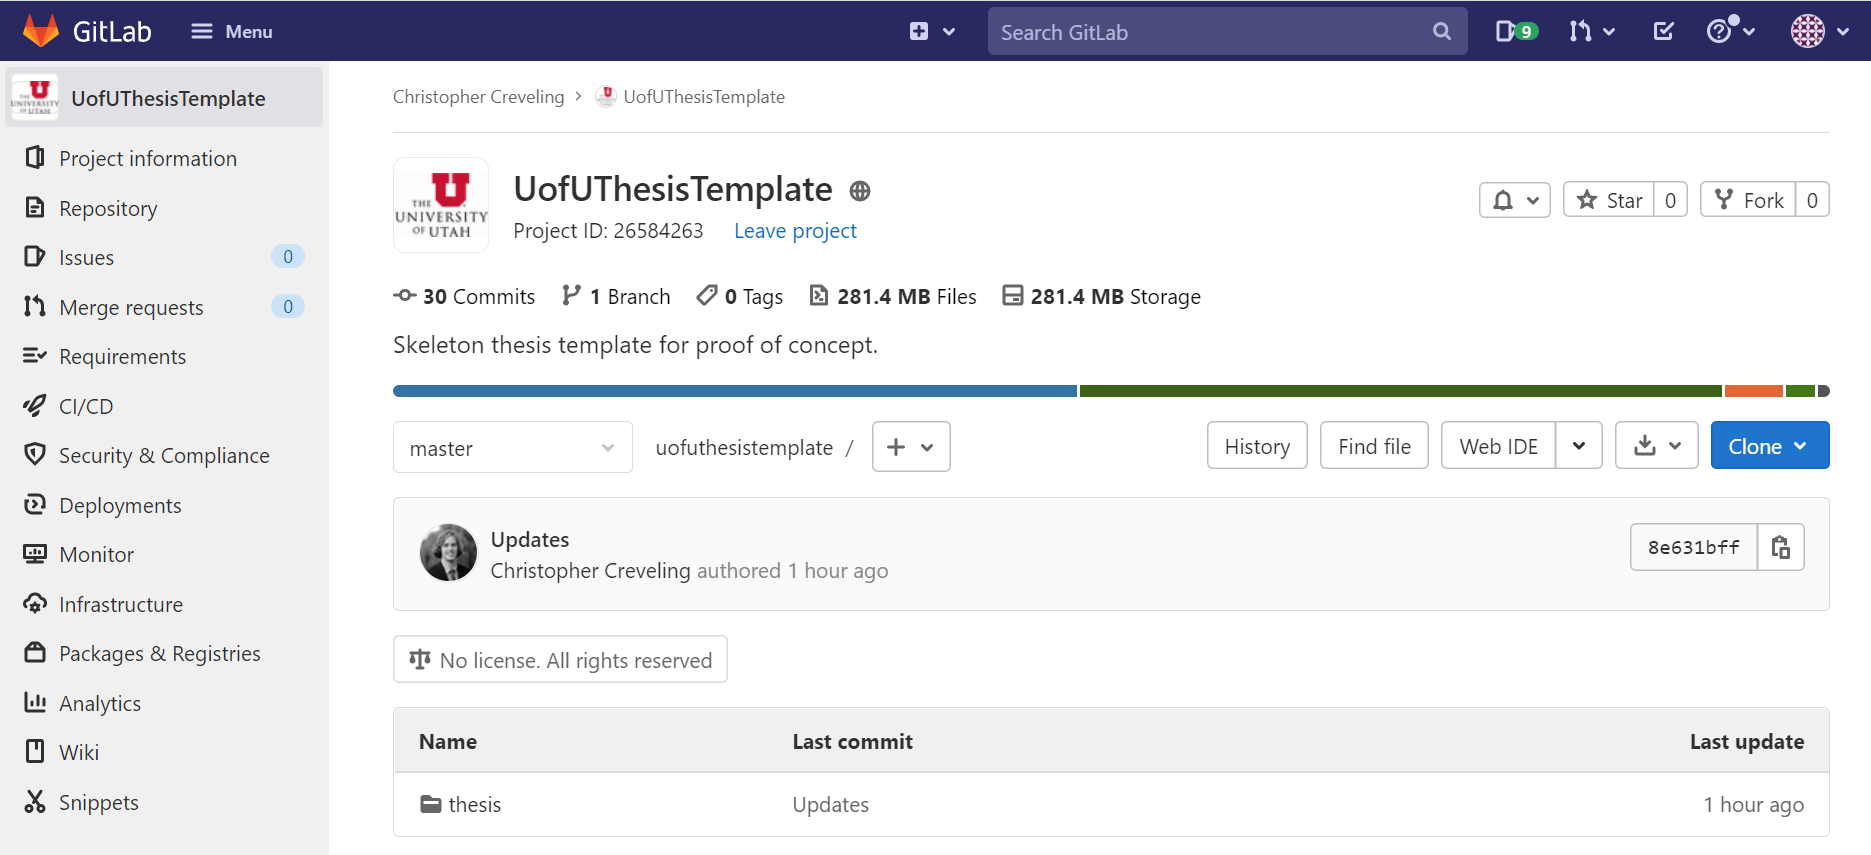 GitLab
Menu
Search GitLab
9
THE UNIVERSITY OF UTAH
UofUThesisTemplate
Project information
Repository
Issues 0
Merge requests 0
Requirements
CI/CD
Security & Compliance
Deployments
Monitor
Infrastructure
Packages & Registries
Analytics
Wiki
Snippets
Christopher Creveling › UofUThesisTemplate
THE
UNIVERSITY
OF UTAH
UofUThesisTemplate
Project ID: 26584263 Leave project
Star 0
Fork 0
30 Commits 1 Branch 0 Tags 281.4 MB Files 281.4 MB Storage
Skeleton thesis template for proof of concept.
master uofuthesistemplate / History Find file Web IDE Clone
Updates
Christopher Creveling authored 1 hour ago
8e631bff
No license. All rights reserved
Name Last commit Last update
thesis Updates 1 hour ago